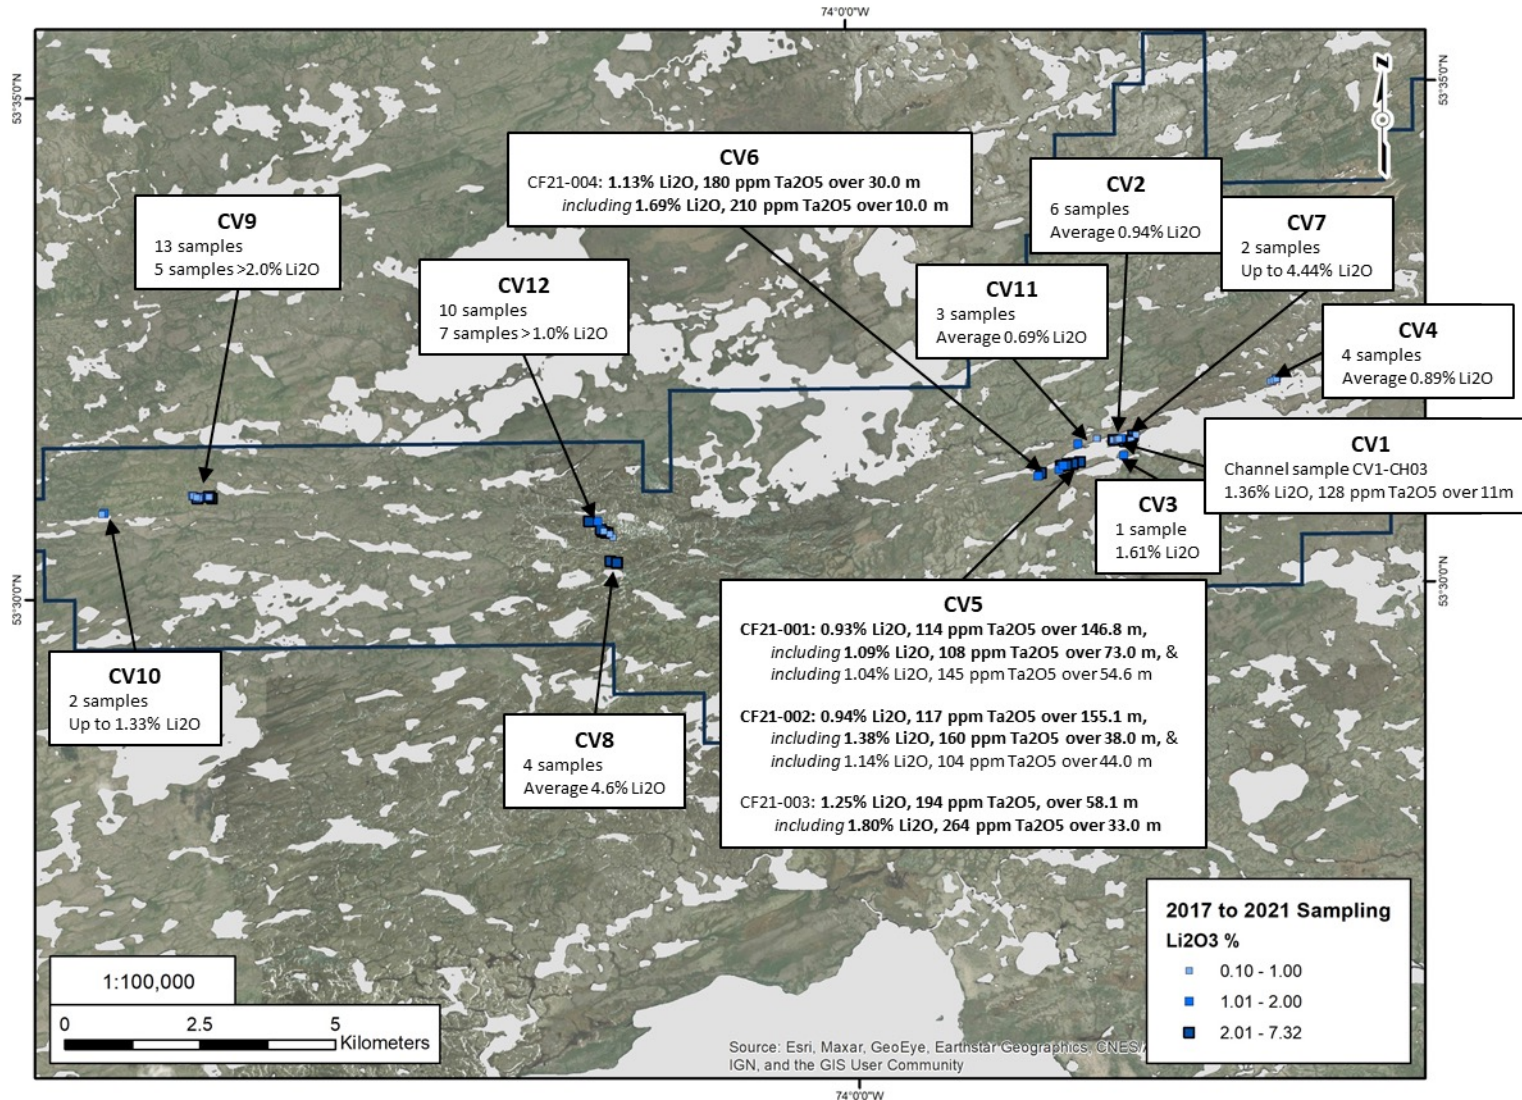 74°0'0"W
53°35'0"N
53°35'0"N
N
CV6
CF21-004: 1.13% Li2O, 180 ppm Ta2O5 over 30.0 m
including 1.69% Li2O, 210 ppm Ta2O5 over 10.0 m
CV2
6 samples
Average 0.94% Li2O
CV7
2 samples
Up to 4.44% Li2O
CV9
13 samples
5 samples >2.0% Li2O
CV12
10 samples
7 samples >1.0% Li2O
CV11
3 samples
Average 0.69% Li2O
CV4
4 samples
Average 0.89% Li2O
CV1
Channel sample CV1-CH03
1.36% Li2O, 128 ppm Ta2O5 over 11m
CV3
1 sample
1.61% Li2O
53°30'0"N
53°30'0"N
CV5
CF21-001: 0.93% Li2O, 114 ppm Ta2O5 over 146.8 m,
including 1.09% Li2O, 108 ppm Ta2O5 over 73.0 m, &
including 1.04% Li2O, 145 ppm Ta2O5 over 54.6 m
CF21-002: 0.94% Li2O, 117 ppm Ta2O5 over 155.1 m,
including 1.38% Li2O, 160 ppm Ta2O5 over 38.0 m, &
including 1.14% Li2O, 104 ppm Ta2O5 over 44.0 m
CF21-003: 1.25% Li2O, 194 ppm Ta2O5, over 58.1 m
including 1.80% Li2O, 264 ppm Ta2O5 over 33.0 m
CV10
2 samples
Up to 1.33% Li2O
CV8
4 samples
Average 4.6% Li2O
2017 to 2021 Sampling
Li2O3 %
0.10 - 1.00
1.01 - 2.00
2.01 - 7.32
1:100,000
0 2.5 5
Kilometers
Source: Esri, Maxar, GeoEye, Earthstar Geographics, CNES/
IGN, and the GIS User Community
74°0'0"W